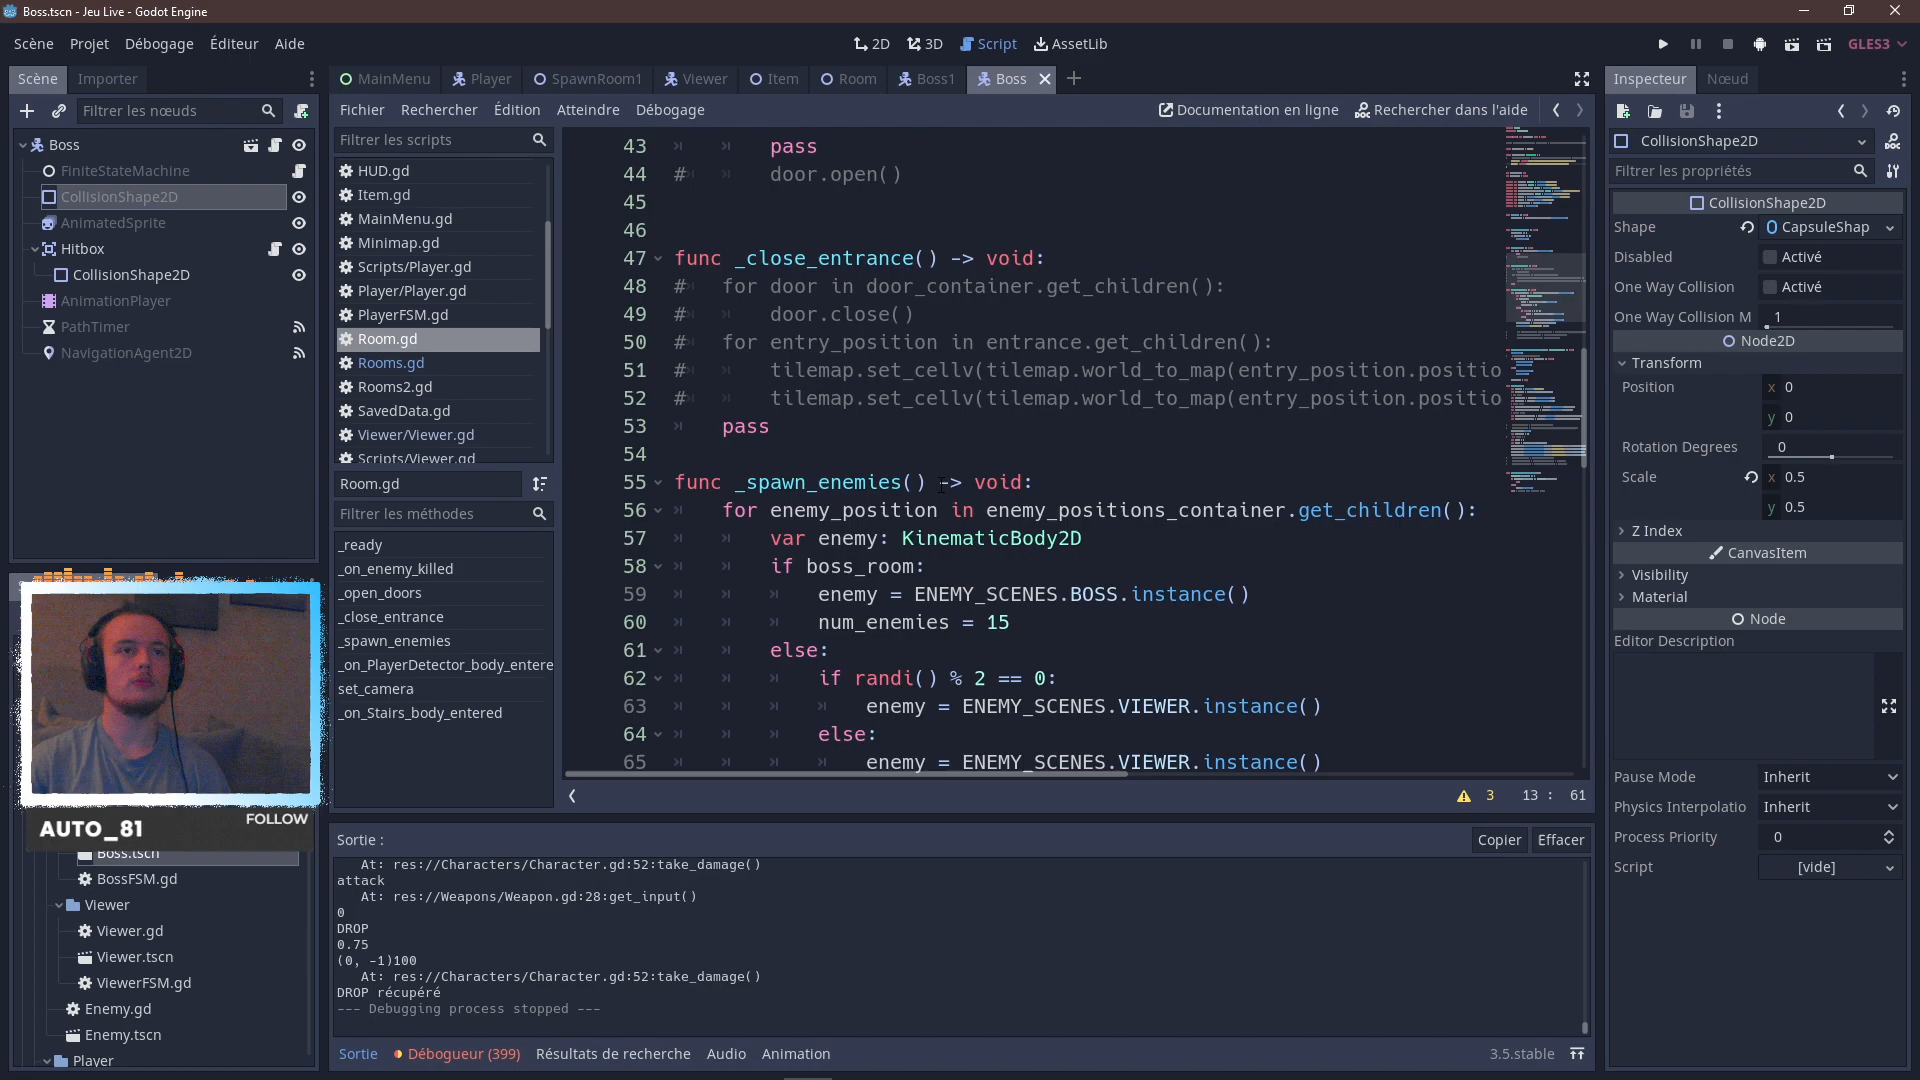 Boss.tscn - Jeu Live - Godot Engine
Scène Projet Débogage Éditeur Aide
2D 3D Script AssetLib
GLES3
Scène Importer
Filtrer les nœuds
Boss
FiniteStateMachine
CollisionShape2D
AnimatedSprite
Hitbox
CollisionShape2D
AnimationPlayer
PathTimer
NavigationAgent2D
MainMenu Player SpawnRoom1 Viewer Item Room Boss1 Boss
Fichier Rechercher Édition Atteindre Débogage
Documentation en ligne Rechercher dans l'aide
Filtrer les scripts
HUD.gd
Item.gd
MainMenu.gd
Minimap.gd
Scripts/Player.gd
Player/Player.gd
PlayerFSM.gd
Room.gd
Rooms.gd
Rooms2.gd
SavedData.gd
Viewer/Viewer.gd
Scripts/Viewer.gd
Room.gd
Filtrer les méthodes
_ready
_on_enemy_killed
_open_doors
_close_entrance
_spawn_enemies
_on_PlayerDetector_body_entere
set_camera
_on_Stairs_body_entered
43 pass
44 # door.open()
45
46
47 func _close_entrance() -> void:
48 # for door in door_container.get_children():
49 # door.close()
50 # for entry_position in entrance.get_children():
51 # tilemap.set_cellv(tilemap.world_to_map(entry_position.positio
52 # tilemap.set_cellv(tilemap.world_to_map(entry_position.positio
53 pass
54
55 func _spawn_enemies() -> void:
56 for enemy_position in enemy_positions_container.get_children():
57 var enemy: KinematicBody2D
58 if boss_room:
59 enemy = ENEMY_SCENES.BOSS.instance()
60 num_enemies = 15
61 else:
62 if randi() % 2 == 0:
63 enemy = ENEMY_SCENES.VIEWER.instance()
64 else:
65 enemy = ENEMY_SCENES.VIEWER.instance()
3 13 : 61
Sortie :
Copier Effacer
At: res://Characters/Character.gd:52:take_damage()
attack
At: res://Weapons/Weapon.gd:28:get_input()
0
DROP
0.75
(0, -1)100
At: res://Characters/Character.gd:52:take_damage()
DROP récupéré
--- Debugging process stopped ---
Sortie Débogueur (399) Résultats de recherche Audio Animation
3.5.stable
AUTO_81
FOLLOW
Boss.tscn
BossFSM.gd
Viewer
Viewer.gd
Viewer.tscn
ViewerFSM.gd
Enemy.gd
Enemy.tscn
Player
Inspecteur Nœud
CollisionShape2D
Filtrer les propriétés
CollisionShape2D
Shape CapsuleShap
Disabled Activé
One Way Collision Activé
One Way Collision M 1
Node2D
Transform
Position x 0
y 0
Rotation Degrees 0
Scale x 0.5
y 0.5
Z Index
CanvasItem
Visibility
Material
Node
Editor Description
Pause Mode Inherit
Physics Interpolatio Inherit
Process Priority 0
Script [vide]